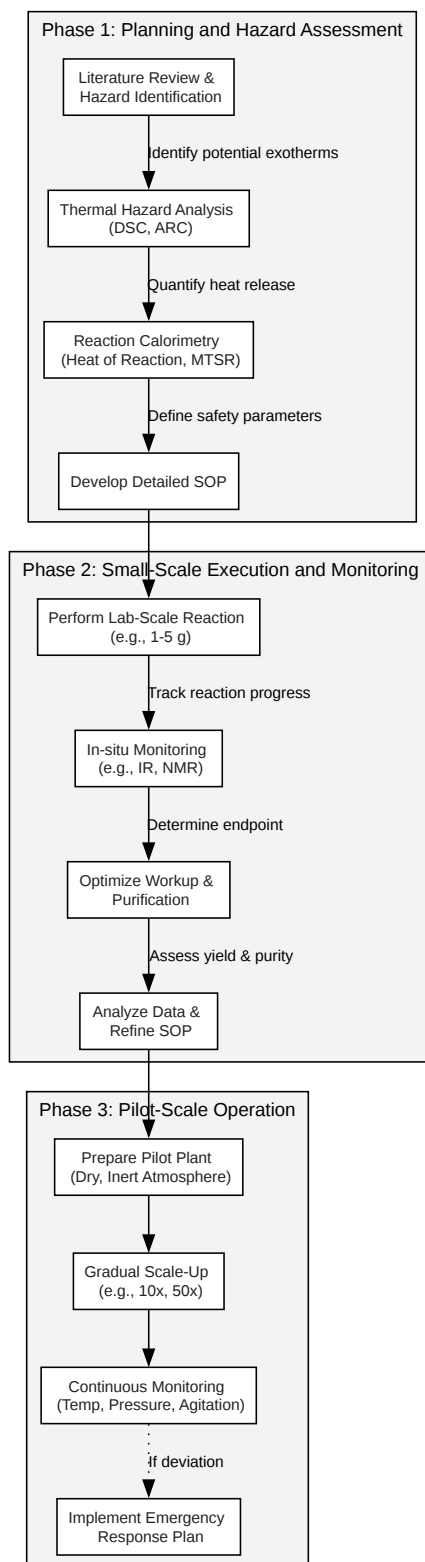 Phase 1: Planning and Hazard Assessment
Literature Review &
Hazard Identification
Identify potential exotherms
Thermal Hazard Analysis
(DSC, ARC)
Quantify heat release
Reaction Calorimetry
(Heat of Reaction, MTSR)
Define safety parameters
Develop Detailed SOP
Phase 2: Small-Scale Execution and Monitoring
Perform Lab-Scale Reaction
(e.g., 1-5 g)
Track reaction progress
In-situ Monitoring
(e.g., IR, NMR)
Determine endpoint
Optimize Workup &
Purification
Assess yield & purity
Analyze Data &
Refine SOP
Phase 3: Pilot-Scale Operation
Prepare Pilot Plant
(Dry, Inert Atmosphere)
Gradual Scale-Up
(e.g., 10x, 50x)
Continuous Monitoring
(Temp, Pressure, Agitation)
If deviation
Implement Emergency
Response Plan